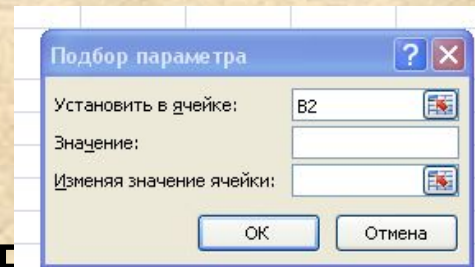 Подбор параметра
Установить в ячейке: B2
Значение:
Изменяя значение ячейки:
ОК Отмена